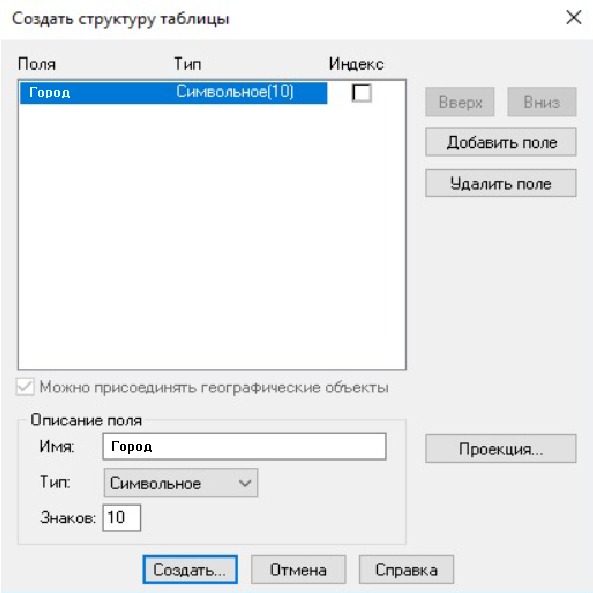 Создать структуру таблицы
Поля Тип Индекс
Город Символьное(10)
Вверх Вниз
Добавить поле
Удалить поле
Можно присоединять географические объекты
Описание поля
Имя: Город
Проекция...
Тип: Символьное
Знаков: 10
Создать... Отмена Справка